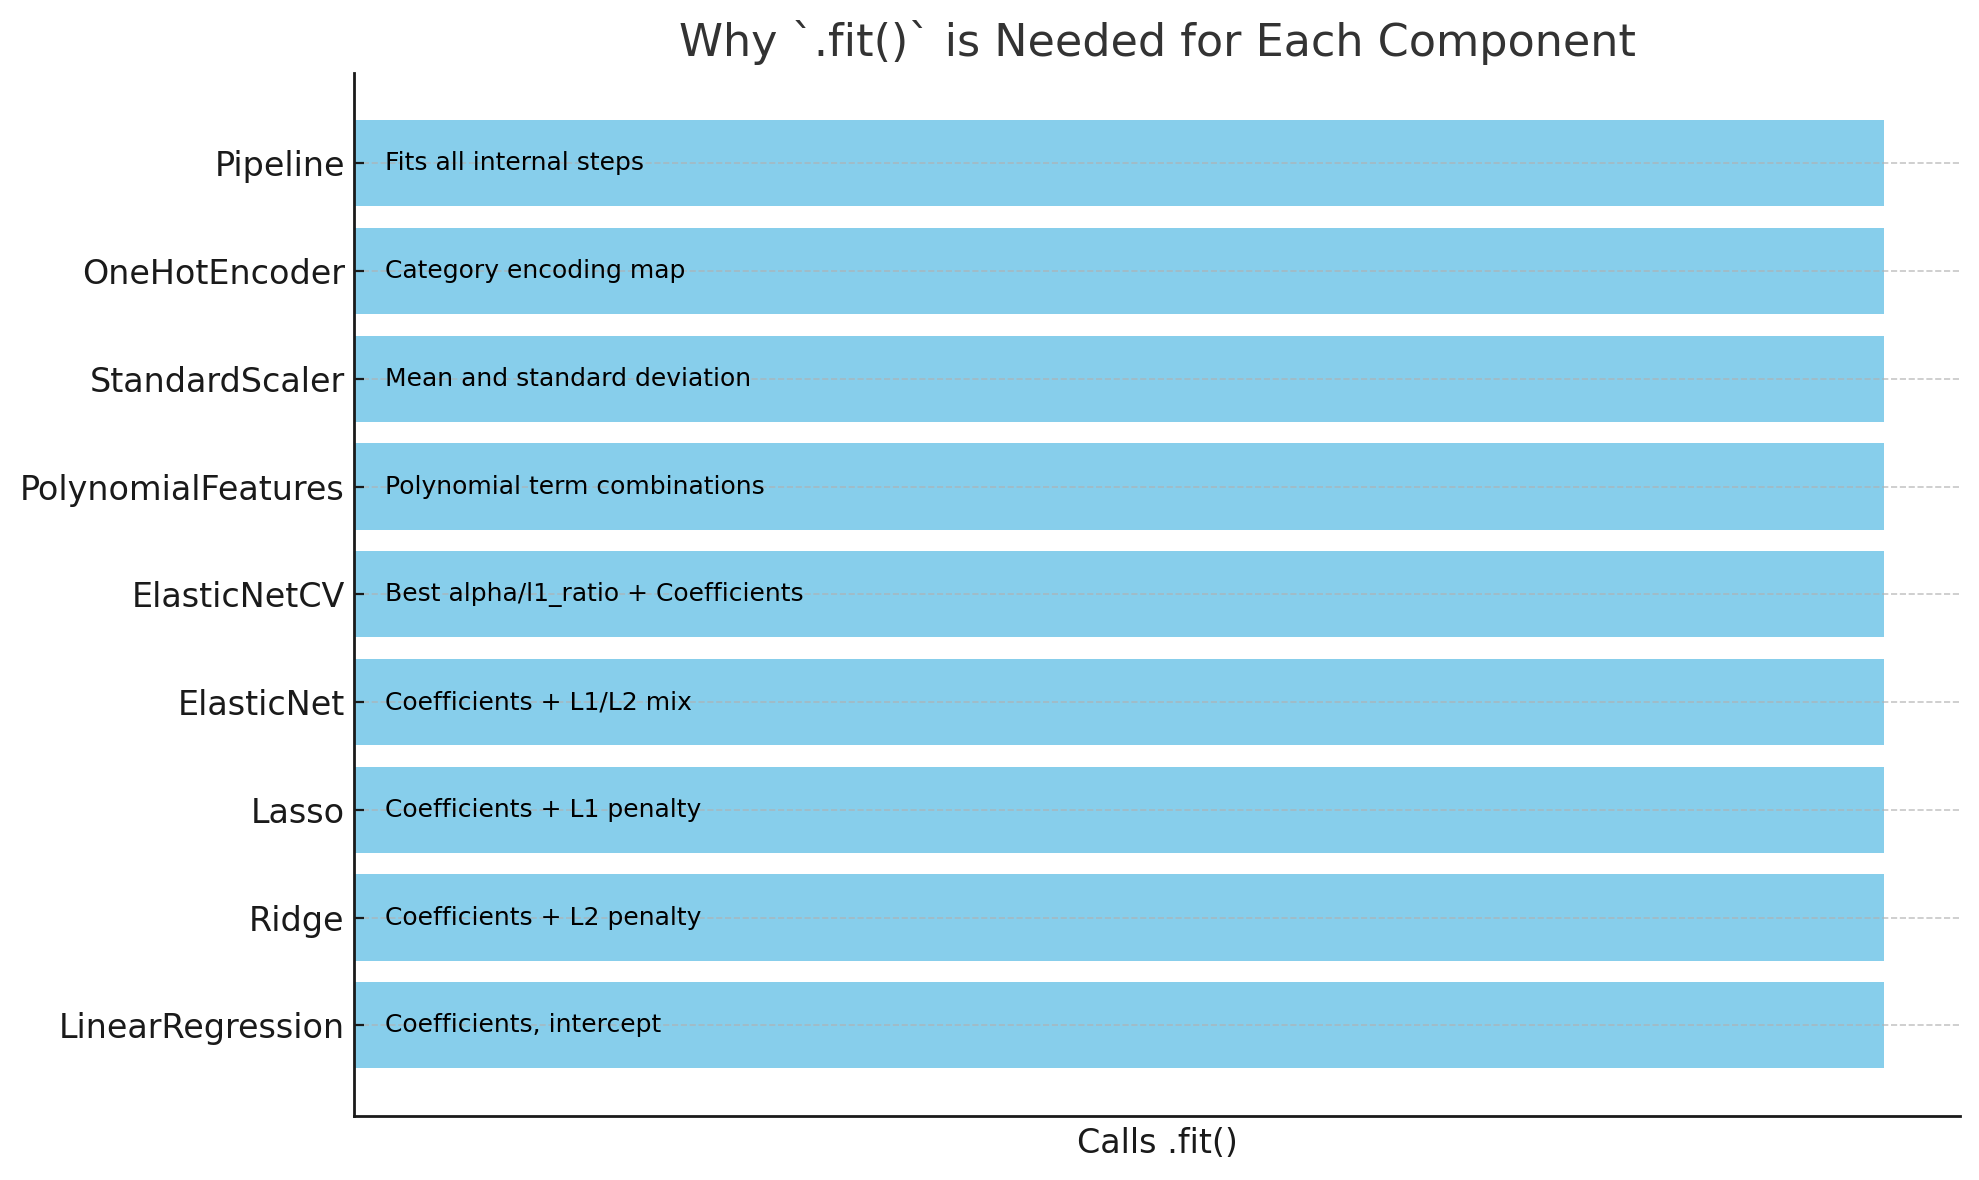 Why `.fit()` is Needed for Each Component
Pipeline
Fits all internal steps
OneHotEncoder
Category encoding map
StandardScaler
Mean and standard deviation
PolynomialFeatures
Polynomial term combinations
ElasticNetCV
Best alpha/l1_ratio + Coefficients
ElasticNet
Coefficients + L1/L2 mix
Lasso
Coefficients + L1 penalty
Ridge
Coefficients + L2 penalty
LinearRegression
Coefficients, intercept
Calls .fit()